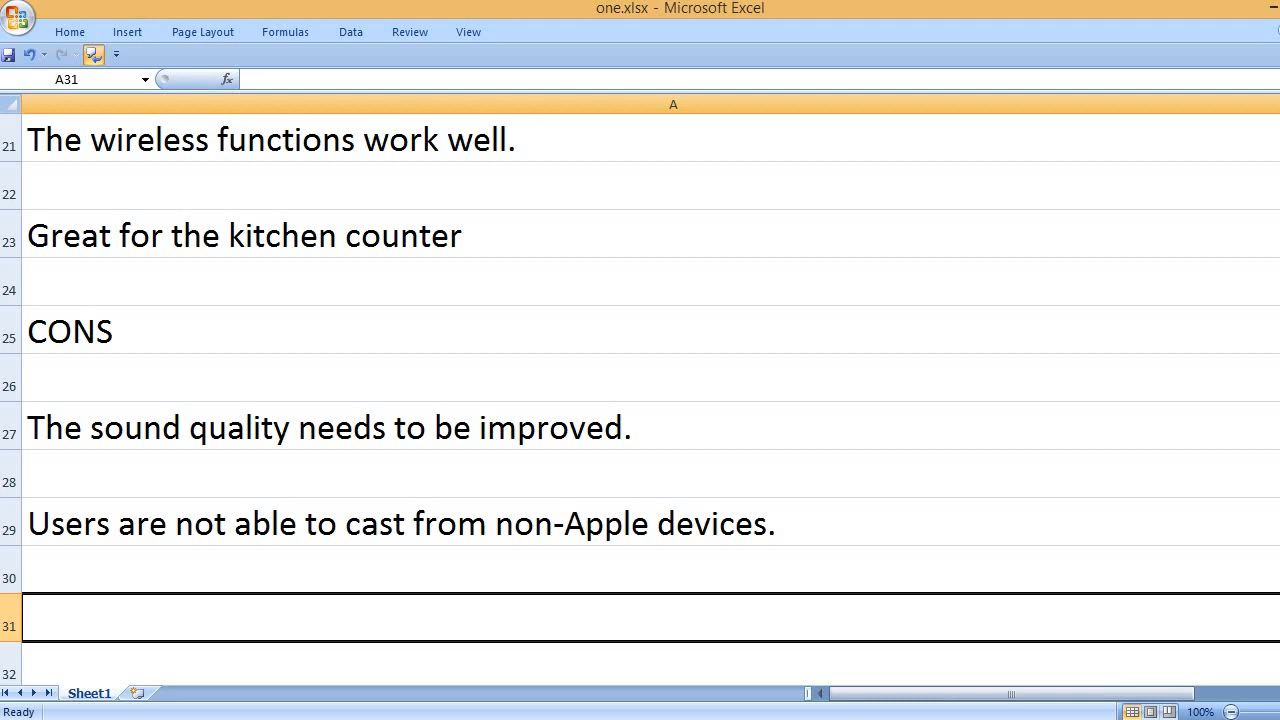 one.xlsx - Microsoft Excel
Home Insert Page Layout Formulas Data Review View
A31 fx
A
21 The wireless functions work well.
22
23 Great for the kitchen counter
24
25 CONS
26
27 The sound quality needs to be improved.
28
29 Users are not able to cast from non-Apple devices.
30
31
32
Sheet1
Ready 100%